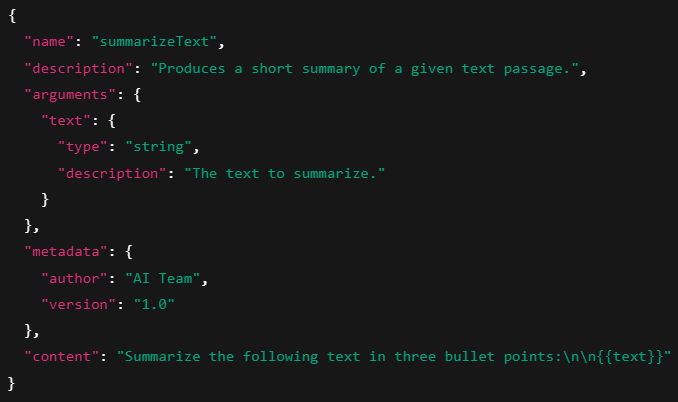 {
  "name": "summarizeText",
  "description": "Produces a short summary of a given text passage.",
  "arguments": {
    "text": {
      "type": "string",
      "description": "The text to summarize."
    }
  },
  "metadata": {
    "author": "AI Team",
    "version": "1.0"
  },
  "content": "Summarize the following text in three bullet points:\n\n{{text}}"
}